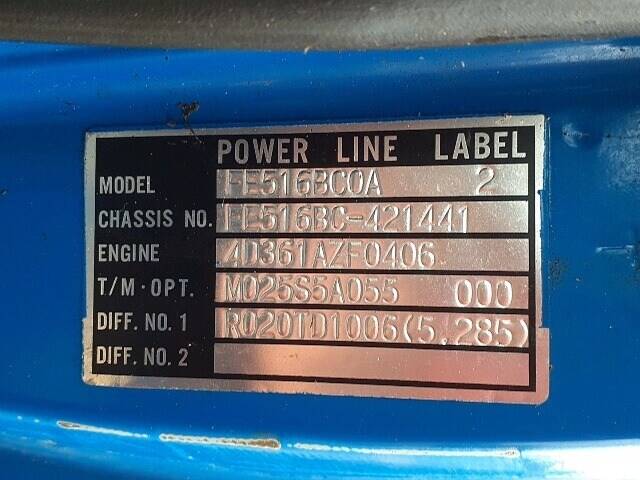 POWER LINE LABEL
MODEL FE516BC0A 2
CHASSIS NO. FE516BC-421441
ENGINE 4D361AZF0406
T/M·OPT. M025S5A055 000
DIFF. NO. 1 R020TD1006(5.285)
DIFF. NO. 2